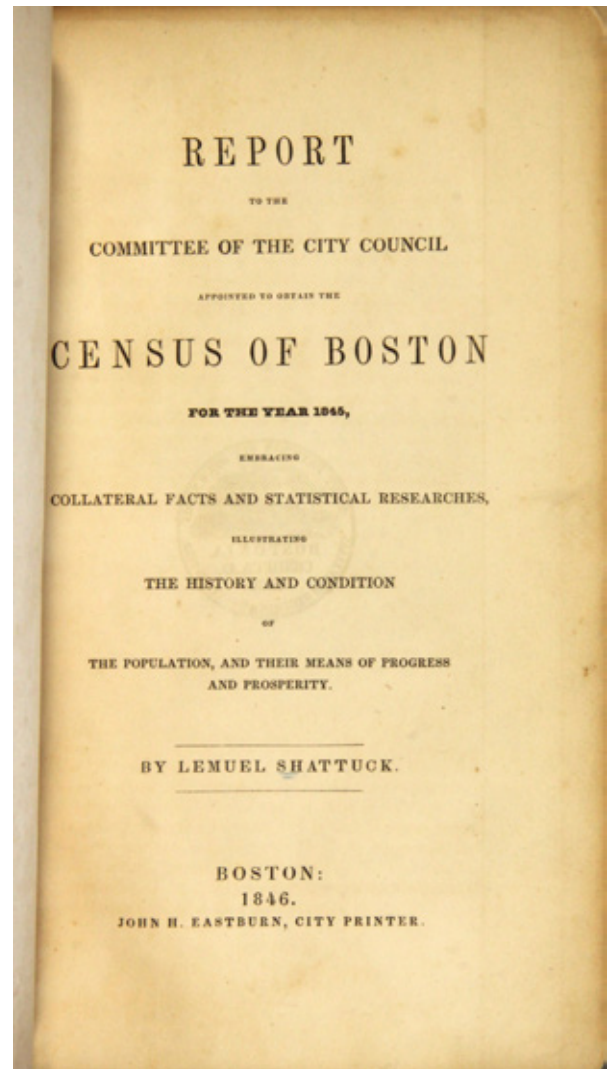 REPORT
TO THE
COMMITTEE OF THE CITY COUNCIL
APPOINTED TO OBTAIN THE
CENSUS OF BOSTON
FOR THE YEAR 1845,
EMBRACING
COLLATERAL FACTS AND STATISTICAL RESEARCHES,
ILLUSTRATING
THE HISTORY AND CONDITION
OF
THE POPULATION, AND THEIR MEANS OF PROGRESS
AND PROSPERITY.
BY LEMUEL SHATTUCK.
BOSTON:
1846.
JOHN H. EASTBURN, CITY PRINTER.